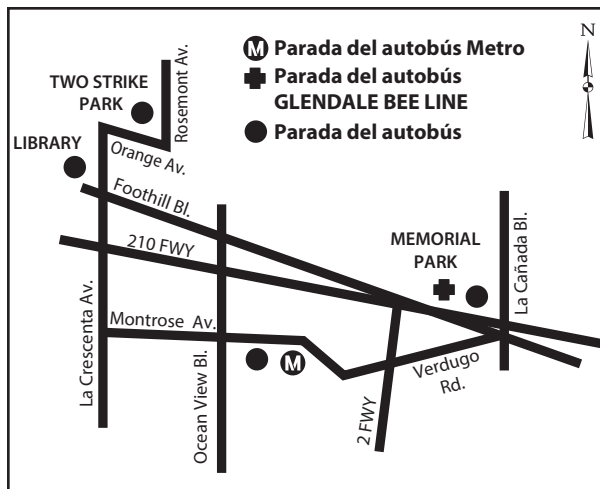 N
M Parada del autobús Metro
Parada del autobús
GLENDALE BEE LINE
Parada del autobús
TWO STRIKE
PARK
Rosemont Av.
LIBRARY
Orange Av.
Foothill Bl.
210 FWY
MEMORIAL
PARK
La Cañada Bl.
La Crescenta Av.
Montrose Av.
Ocean View Bl.
M
2 FWY
Verdugo
Rd.